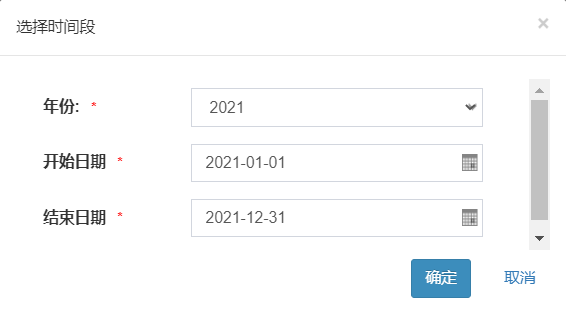 选择时间段 ×
年份: * 2021
开始日期 * 2021-01-01
结束日期 * 2021-12-31
确定 取消